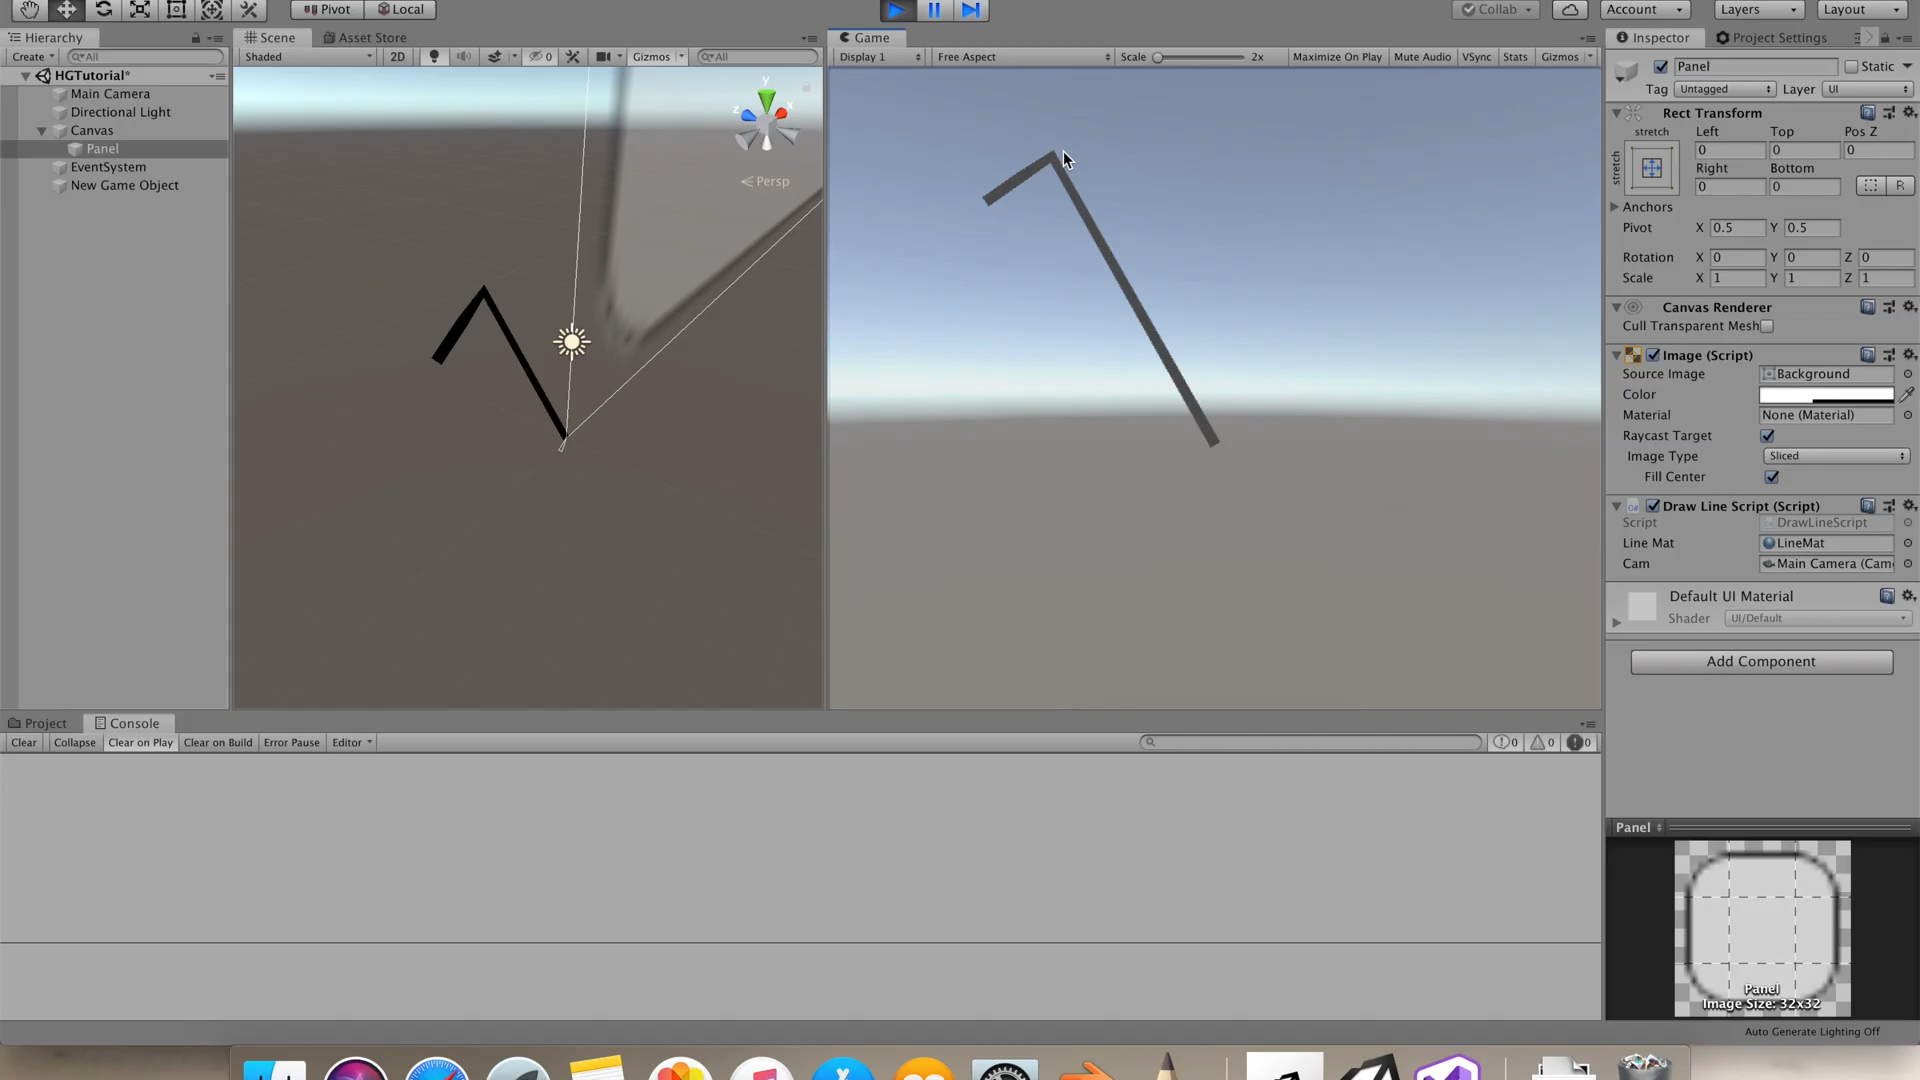 Pivot Local Collab Account Layers Layout
Hierarchy Scene Asset Store Game Inspector Project Settings
Create All Shaded 2D 0 Gizmos All Display 1 Free Aspect Scale 2x Maximize On Play Mute Audio VSync Stats Gizmos
HGTutorial*
Main Camera
Directional Light
Canvas
Panel
EventSystem
New Game Object
y
z x
Persp
Panel Static
Tag Untagged Layer UI
Rect Transform
stretch Left Top Pos Z
stretch 0 0 0
Right Bottom
0 0 R
Anchors
Pivot X 0.5 Y 0.5
Rotation X 0 Y 0 Z 0
Scale X 1 Y 1 Z 1
Canvas Renderer
Cull Transparent Mesh
Image (Script)
Source Image Background
Color
Material None (Material)
Raycast Target
Image Type Sliced
Fill Center
Draw Line Script (Script)
Script DrawLineScript
Line Mat LineMat
Cam Main Camera (Cam
Default UI Material
Shader UI/Default
Add Component
Project Console
Clear Collapse Clear on Play Clear on Build Error Pause Editor 0 0 0
Panel
Panel
Image Size: 32x32
Auto Generate Lighting Off